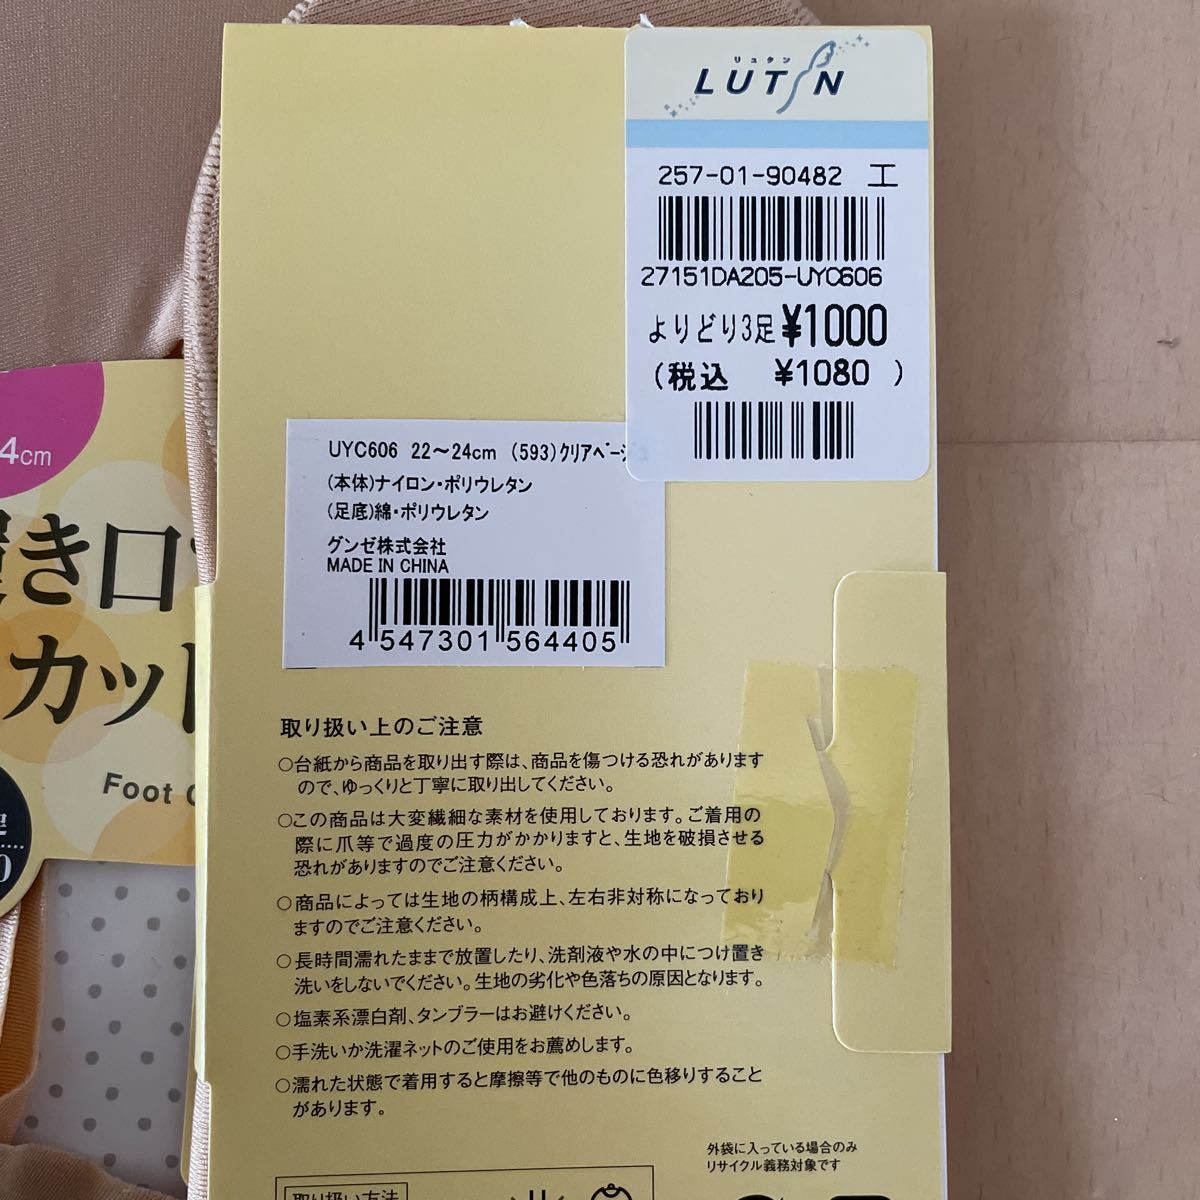 リュタン
LUTIN
257-01-90482 工
27151DA205-UYC606
よりどり3足 ¥1000
(税込 ¥1080 )
UYC606 22~24cm (593)クリアベージュ
(本体)ナイロン・ポリウレタン
(足底)綿・ポリウレタン
グンゼ株式会社
MADE IN CHINA
4 547301 564405
4cm
き口
カット
Foot C
足
0
取り扱い上のご注意
○台紙から商品を取り出す際は、商品を傷つける恐れがあります
ので、ゆっくりと丁寧に取り出してください。
○この商品は大変繊細な素材を使用しております。ご着用の
際に爪等で過度の圧力がかかりますと、生地を破損させる
恐れがありますのでご注意ください。
○商品によっては生地の柄構成上、左右非対称になっており
ますのでご注意ください。
○長時間濡れたままで放置したり、洗剤液や水の中につけ置き
洗いをしないでください。生地の劣化や色落ちの原因となります。
○塩素系漂白剤、タンブラーはお避けください。
○手洗いか洗濯ネットのご使用をお薦めします。
○濡れた状態で着用すると摩擦等で他のものに色移りすること
があります。
外袋に入っている場合のみ
リサイクル義務対象です
取り扱い方法